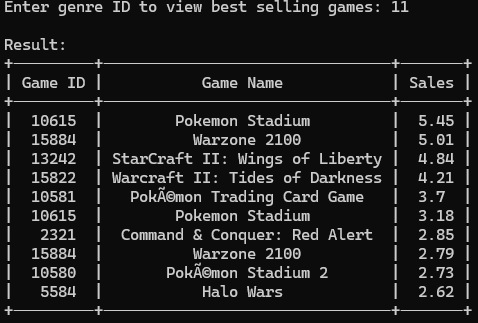 Enter genre ID to view best selling games: 11
Result:
| Game ID | Game Name | Sales |
| 10615 | Pokemon Stadium | 5.45 |
| 15884 | Warzone 2100 | 5.01 |
| 13242 | StarCraft II: Wings of Liberty | 4.84 |
| 15822 | Warcraft II: Tides of Darkness | 4.21 |
| 10581 | PokÃ©mon Trading Card Game | 3.7 |
| 10615 | Pokemon Stadium | 3.18 |
| 2321 | Command & Conquer: Red Alert | 2.85 |
| 15884 | Warzone 2100 | 2.79 |
| 10580 | PokÃ©mon Stadium 2 | 2.73 |
| 5584 | Halo Wars | 2.62 |